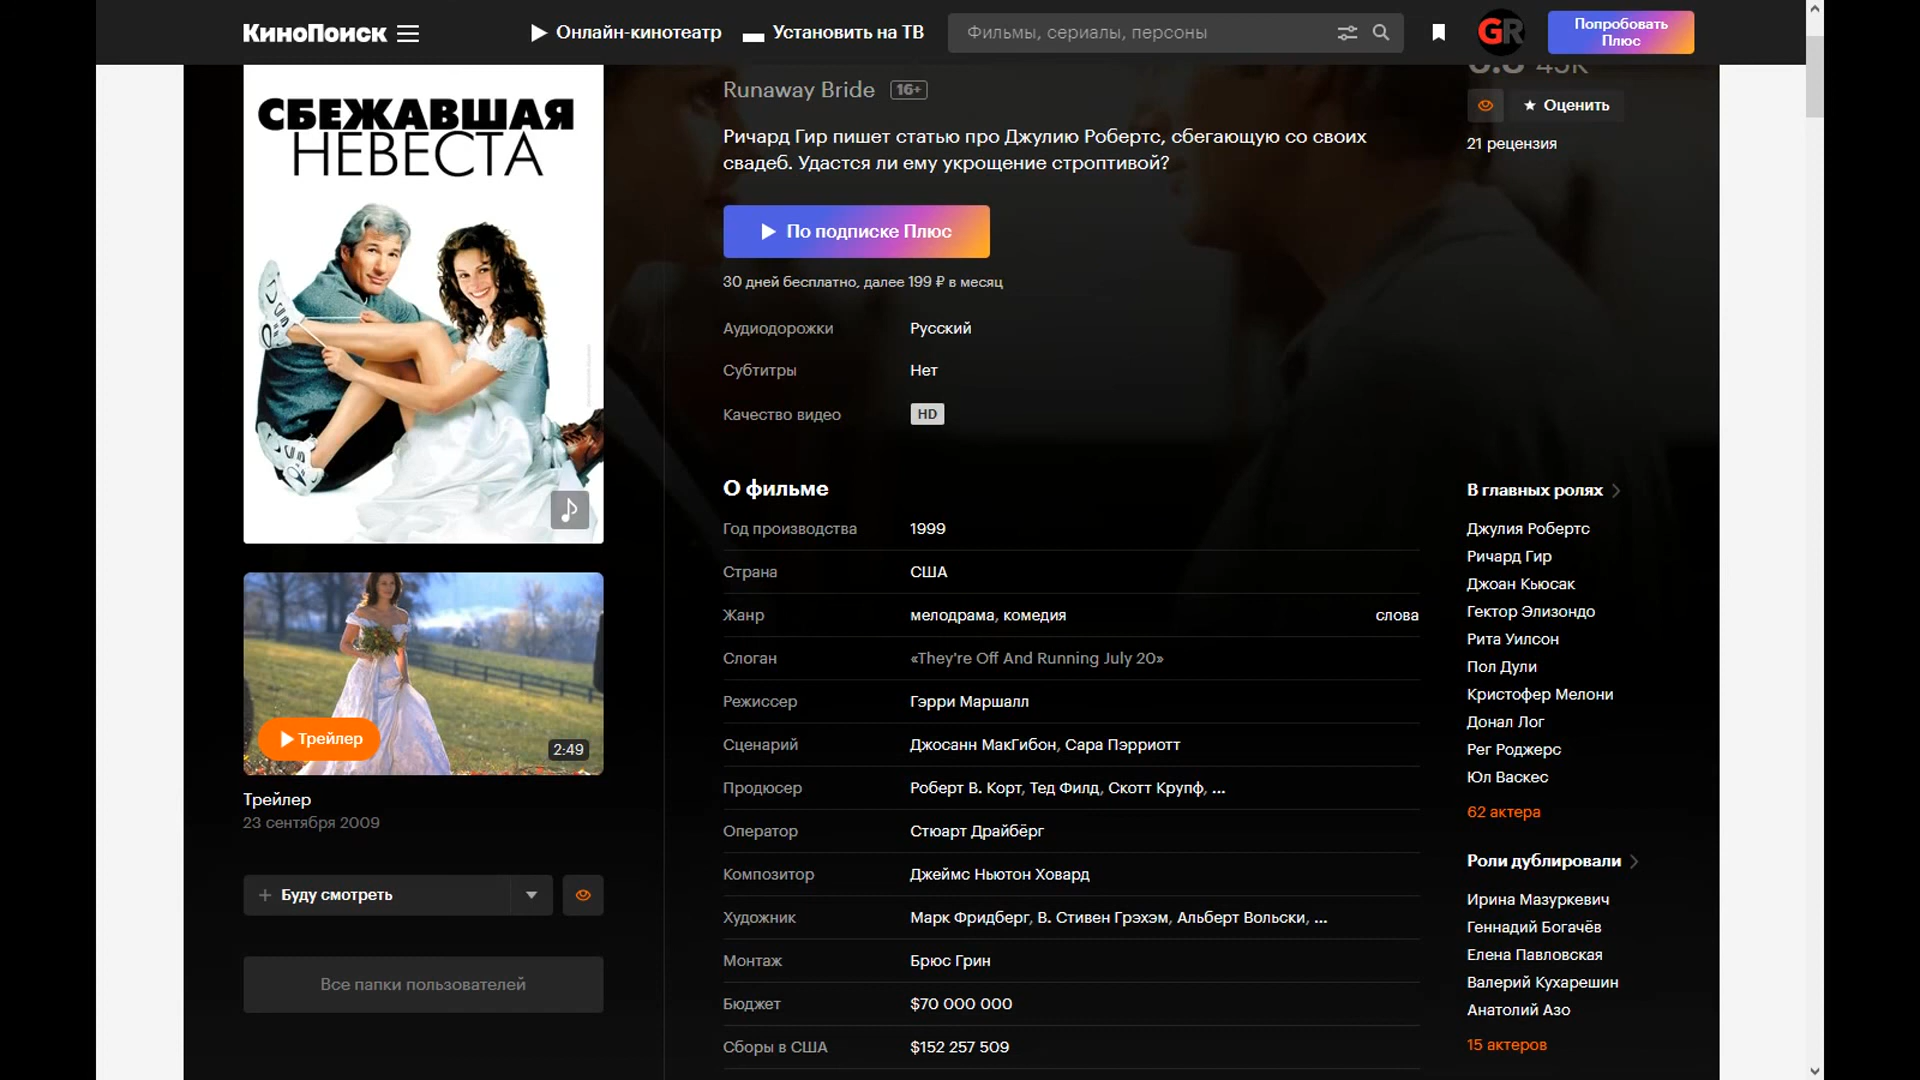 КиноПоиск
Онлайн-кинотеатр
Установить на ТВ
Фильмы, сериалы, персоны
GR
Попробовать
Плюс
СБЕЖАВШАЯ
НЕВЕСТА
Трейлер
2:49
Трейлер
23 сентября 2009
Буду смотреть
Все папки пользователей
Runaway Bride 16+
Ричард Гир пишет статью про Джулию Робертс, сбегающую со своих
свадеб. Удастся ли ему укрощение строптивой?
По подписке Плюс
30 дней бесплатно, далее 199 ₽ в месяц
Аудиодорожки Русский
Субтитры Нет
Качество видео HD
О фильме
Год производства 1999
Страна США
Жанр мелодрама, комедия слова
Слоган «They're Off And Running July 20»
Режиссер Гэрри Маршалл
Сценарий Джосанн МакГибон, Сара Пэрриотт
Продюсер Роберт В. Корт, Тед Филд, Скотт Крупф, ...
Оператор Стюарт Драйбёрг
Композитор Джеймс Ньютон Ховард
Художник Марк Фридберг, В. Стивен Грэхэм, Альберт Вольски, ...
Монтаж Брюс Грин
Бюджет $70 000 000
Сборы в США $152 257 509
Оценить
21 рецензия
В главных ролях
Джулия Робертс
Ричард Гир
Джоан Кьюсак
Гектор Элизондо
Рита Уилсон
Пол Дули
Кристофер Мелони
Донал Лог
Рег Роджерс
Юл Васкес
62 актера
Роли дублировали
Ирина Мазуркевич
Геннадий Богачёв
Елена Павловская
Валерий Кухарешин
Анатолий Азо
15 актеров